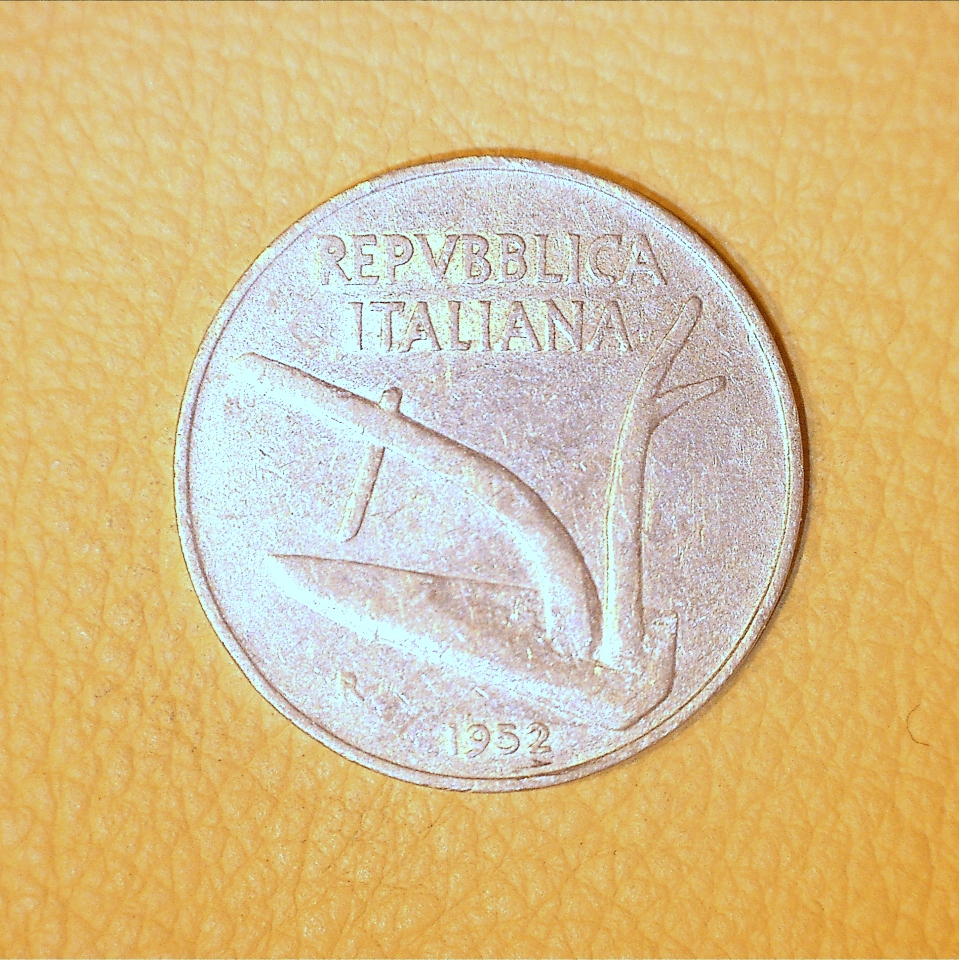 REPVBBLICA
ITALIANA
R
1952